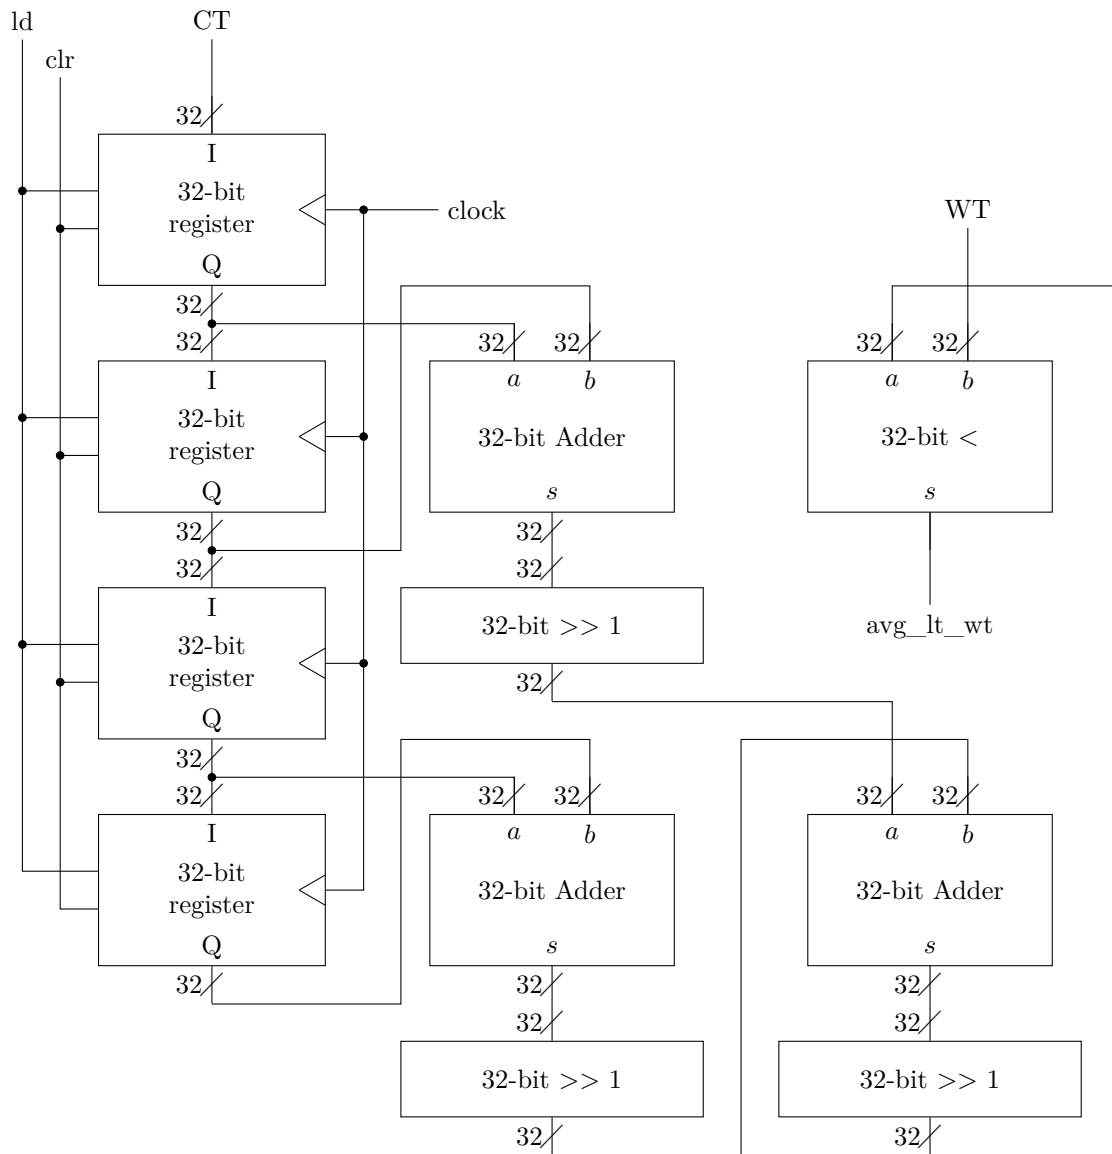 ld
CT
clr
32
I
32-bit
register
Q
clock
WT
32
32
32
32
32
32
I
32-bit
register
Q
a
b
32-bit Adder
s
a
b
32-bit <
s
32
32
32
32
I
32-bit
register
Q
32-bit >> 1
avg_lt_wt
32
32
32
32
32
32
32
I
32-bit
register
Q
a
b
32-bit Adder
s
a
b
32-bit Adder
s
32
32
32
32
32
32-bit >> 1
32-bit >> 1
32
32